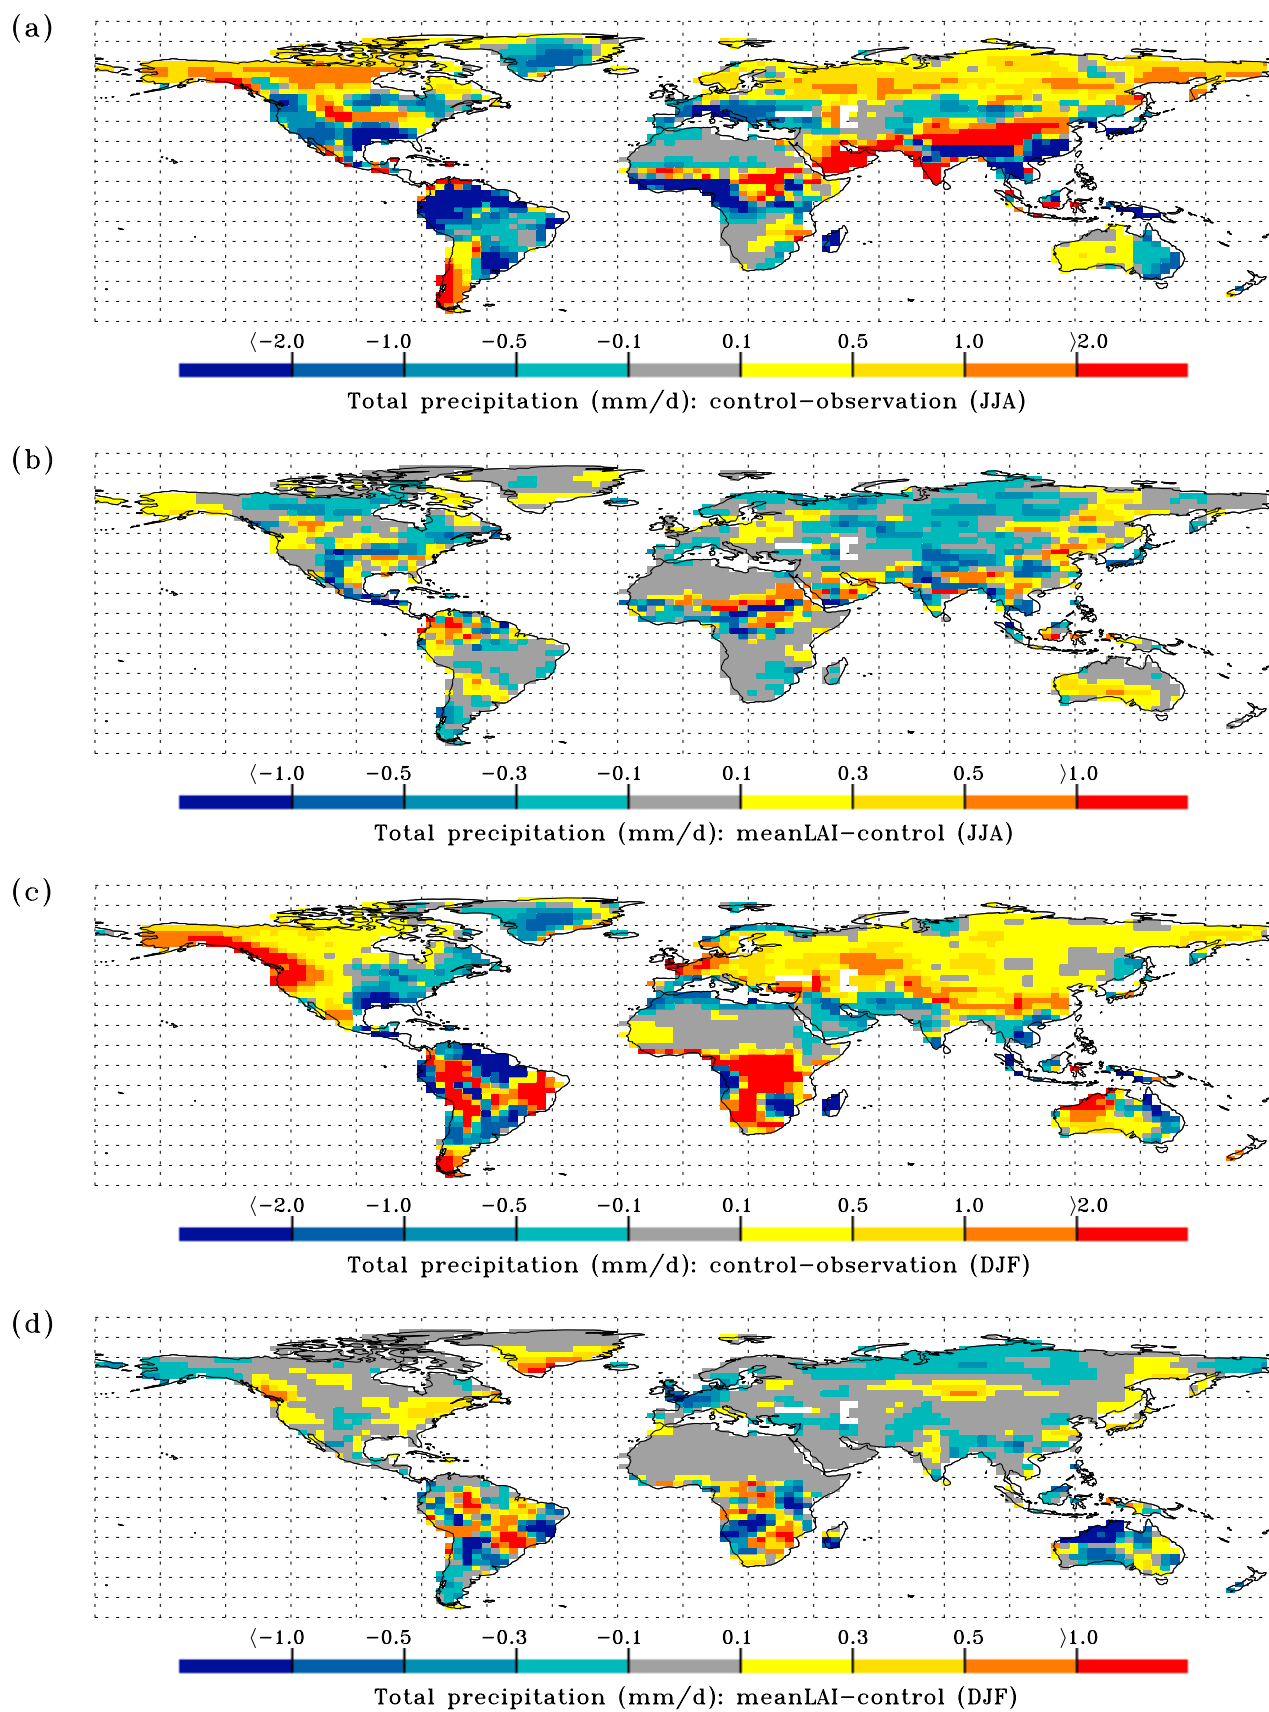 (a)
⟨-2.0 -1.0 -0.5 -0.1 0.1 0.5 1.0 ⟩2.0
Total precipitation (mm/d): control-observation (JJA)
(b)
⟨-1.0 -0.5 -0.3 -0.1 0.1 0.3 0.5 ⟩1.0
Total precipitation (mm/d): meanLAI-control (JJA)
(c)
⟨-2.0 -1.0 -0.5 -0.1 0.1 0.5 1.0 ⟩2.0
Total precipitation (mm/d): control-observation (DJF)
(d)
⟨-1.0 -0.5 -0.3 -0.1 0.1 0.3 0.5 ⟩1.0
Total precipitation (mm/d): meanLAI-control (DJF)